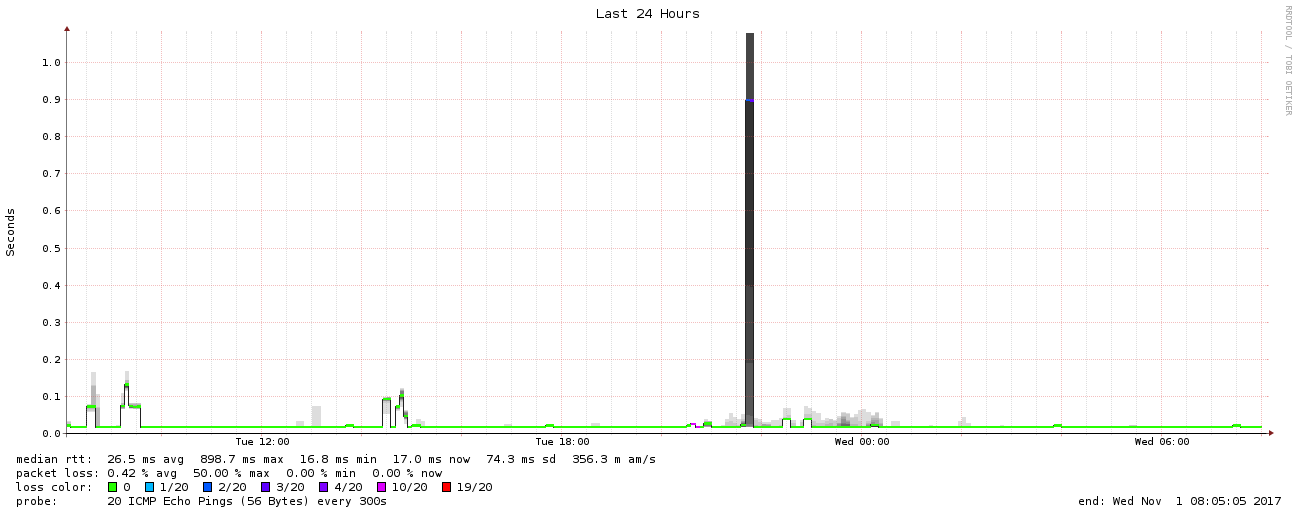 Last 24 Hours
RRDTOOL / TOBI OETIKER
Seconds
1.0
0.9
0.8
0.7
0.6
0.5
0.4
0.3
0.2
0.1
0.0
Tue 12:00 Tue 18:00 Wed 00:00 Wed 06:00
median rtt: 26.5 ms avg 898.7 ms max 16.8 ms min 17.0 ms now 74.3 ms sd 356.3 m am/s
packet loss: 0.42 % avg 50.00 % max 0.00 % min 0.00 % now
loss color: 0 1/20 2/20 3/20 4/20 10/20 19/20
probe: 20 ICMP Echo Pings (56 Bytes) every 300s end: Wed Nov 1 08:05:05 2017